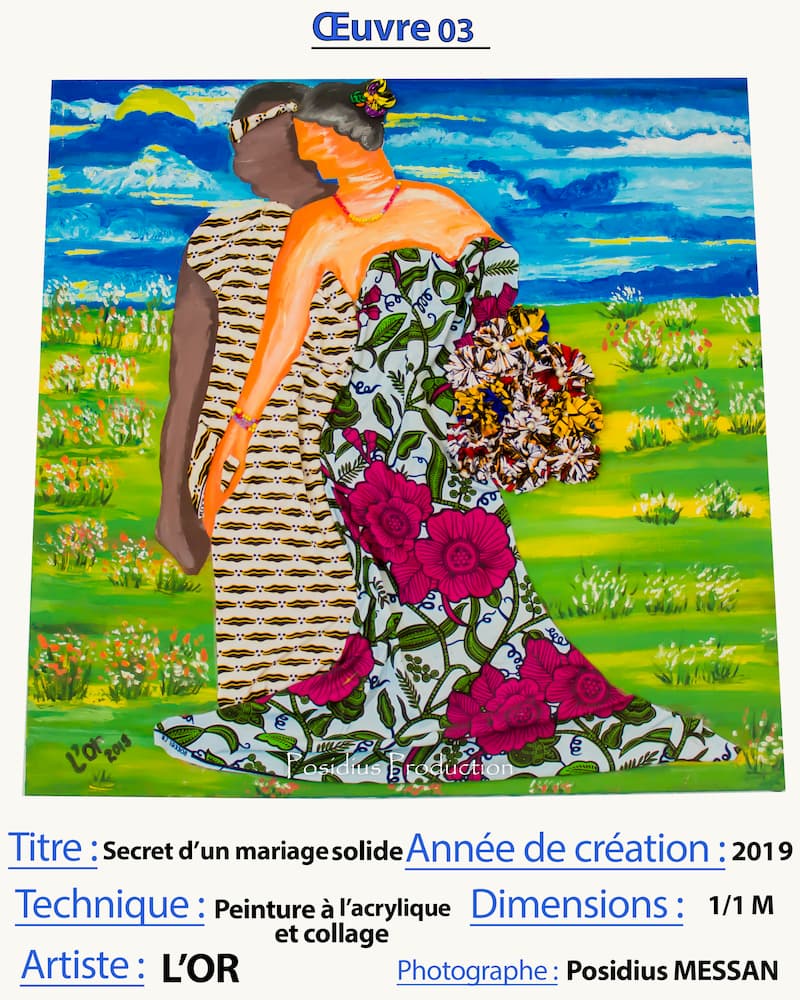 Œuvre 03
L'or
Posidius Production
Titre : Secret d'un mariage solide Année de création : 2019
Technique : Peinture à l'acrylique Dimensions : 1/1 M
et collage
Artiste : L'OR Photographe : Posidius MESSAN